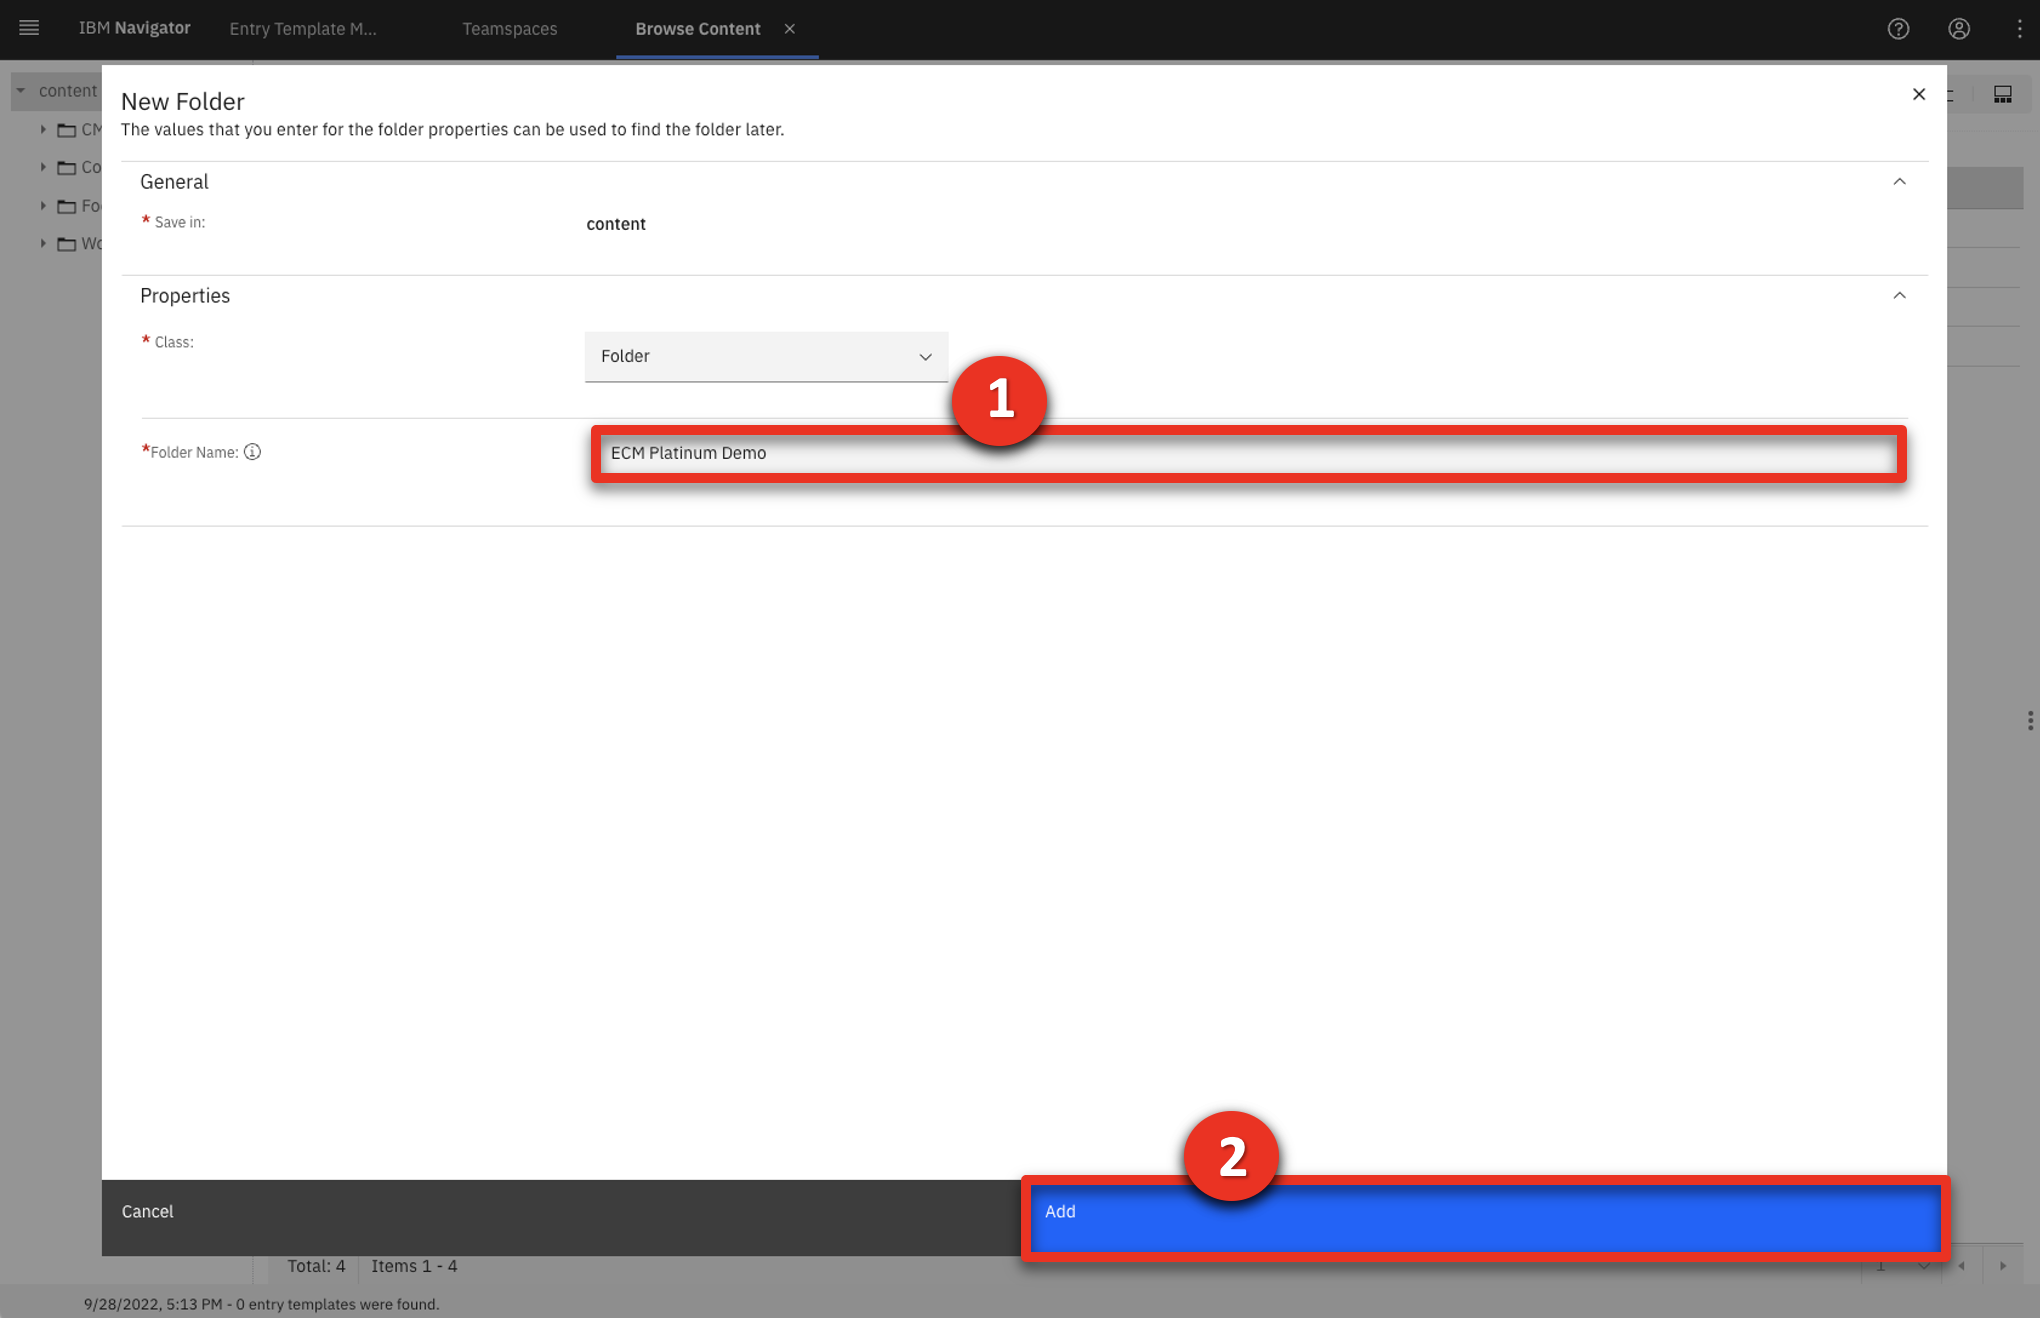 IBM Navigator
Entry Template M...
Teamspaces
Browse Content
content
CM
Co
Fo
Wo
New Folder
The values that you enter for the folder properties can be used to find the folder later.
General
* Save in:
content
Properties
* Class:
Folder
1
*Folder Name:
ECM Platinum Demo
2
Cancel
Add
Total: 4
Items 1 - 4
1
9/28/2022, 5:13 PM - 0 entry templates were found.